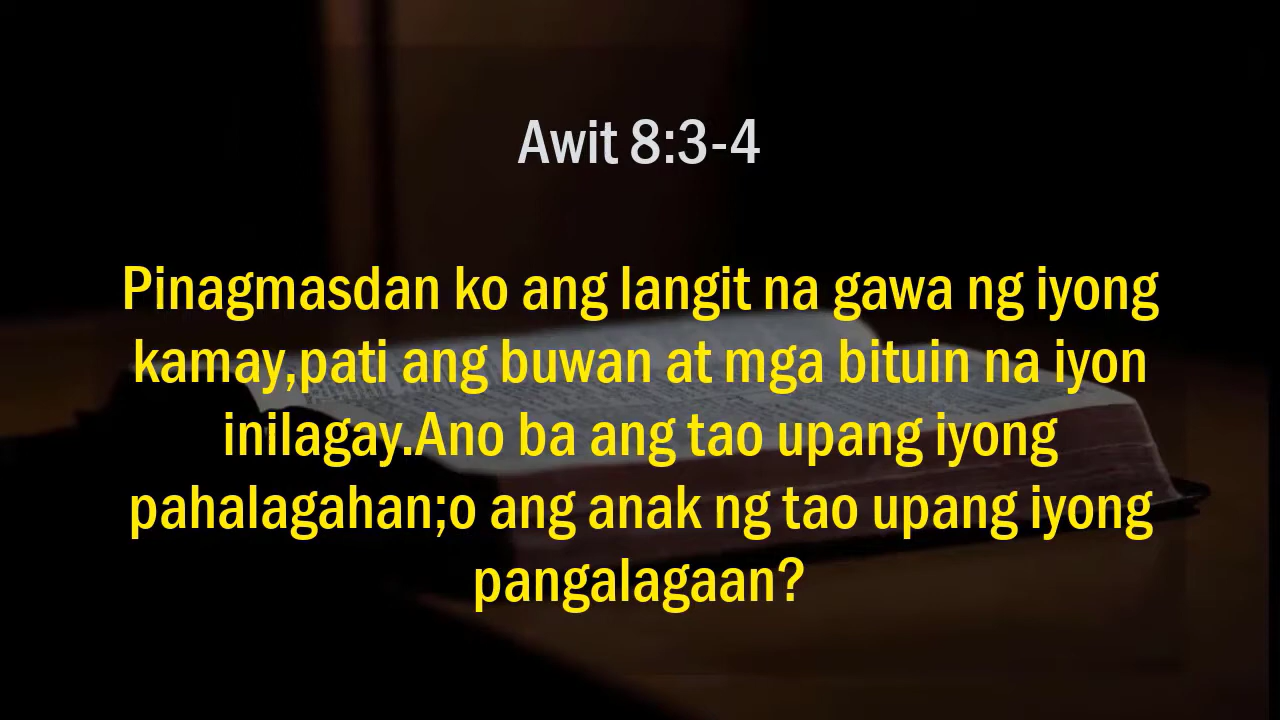 Awit 8:3-4
Pinagmasdan ko ang langit na gawa ng iyong
kamay,pati ang buwan at mga bituin na iyon
inilagay.Ano ba ang tao upang iyong
pahalagahan;o ang anak ng tao upang iyong
pangalagaan?